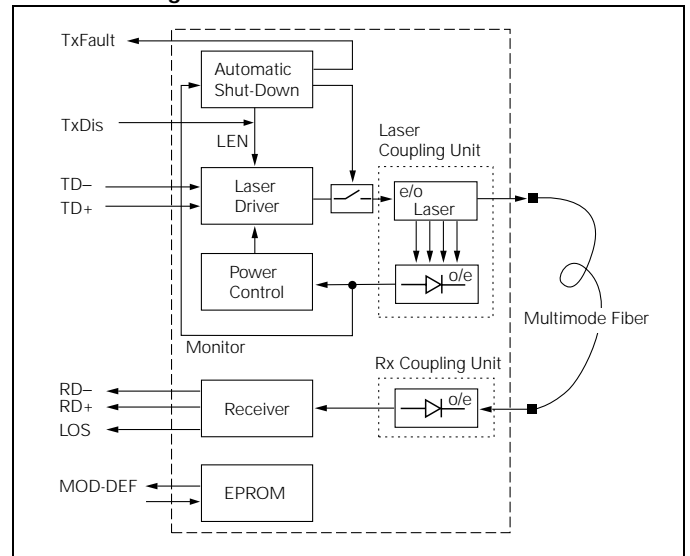 TxFault
Automatic
Shut-Down
TxDis
LEN
Laser
Coupling Unit
TD–
TD+
Laser
Driver
e/o
Laser
Power
Control
o/e
Multimode Fiber
Monitor
Rx Coupling Unit
RD–
RD+
LOS
Receiver
o/e
MOD-DEF
EPROM